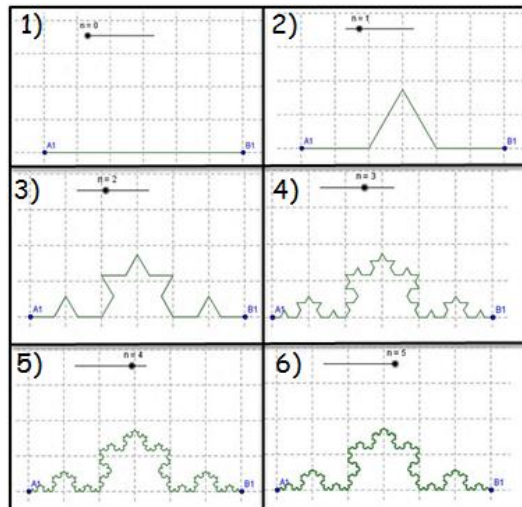 1)
n = 0
A1 B1
2)
n = 1
A1 B1
3)
n = 2
A1 B1
4)
n = 3
A1 B1
5)
n = 4
A1 B1
6)
n = 5
A1 B1